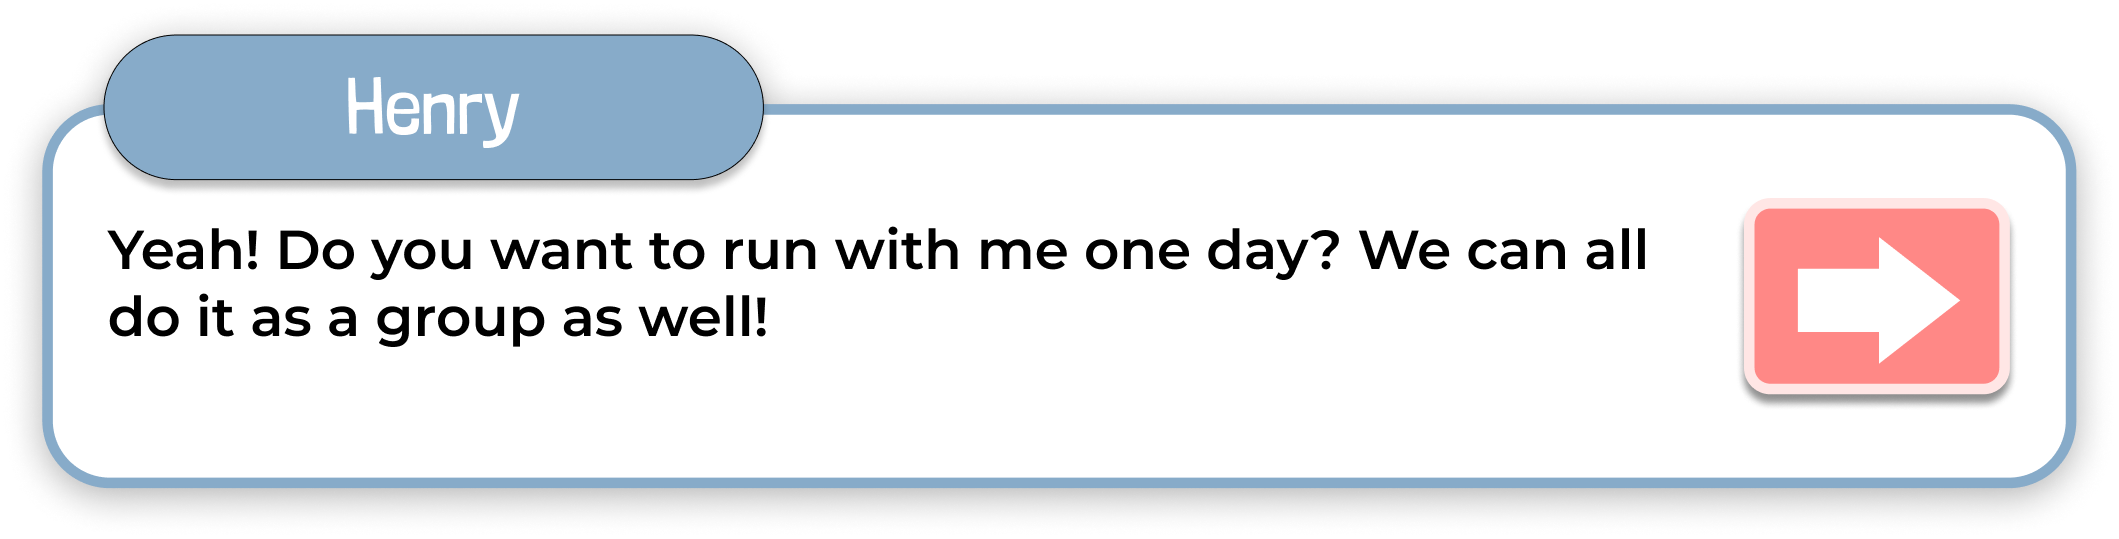 Henry
Yeah! Do you want to run with me one day? We can all
do it as a group as well!